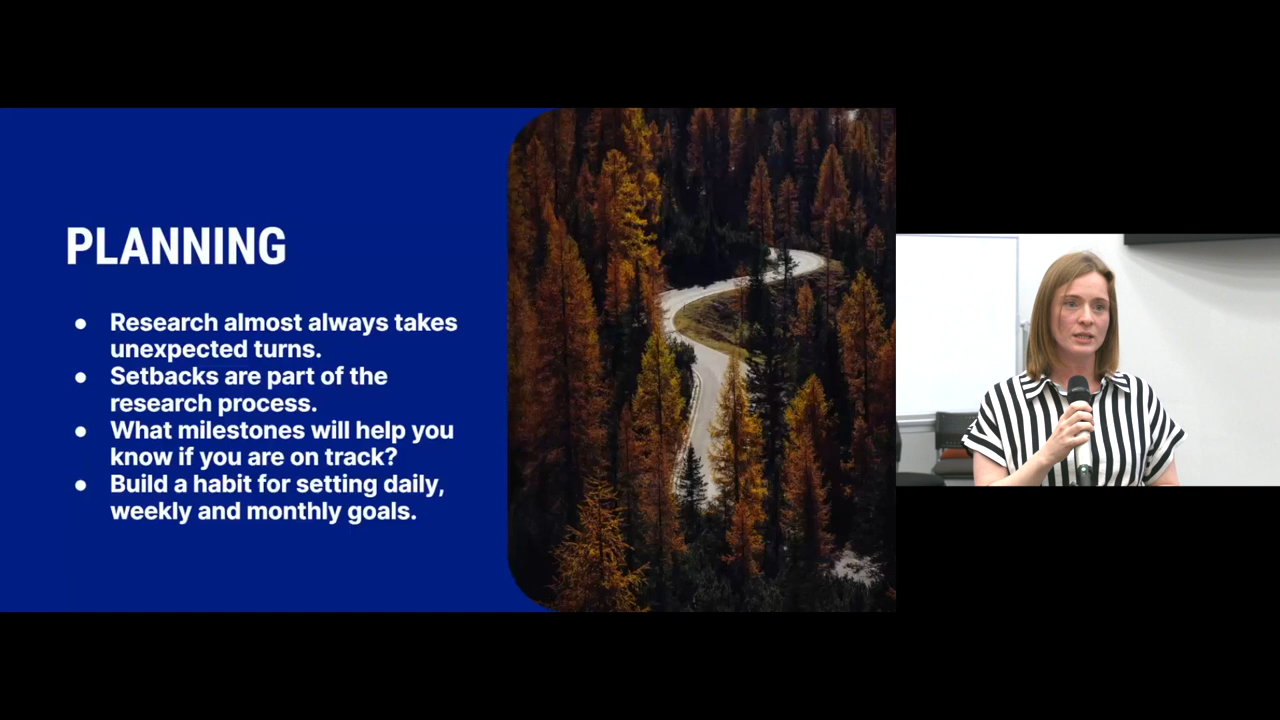 PLANNING
● Research almost always takes
unexpected turns.
● Setbacks are part of the
research process.
● What milestones will help you
know if you are on track?
● Build a habit for setting daily,
weekly and monthly goals.